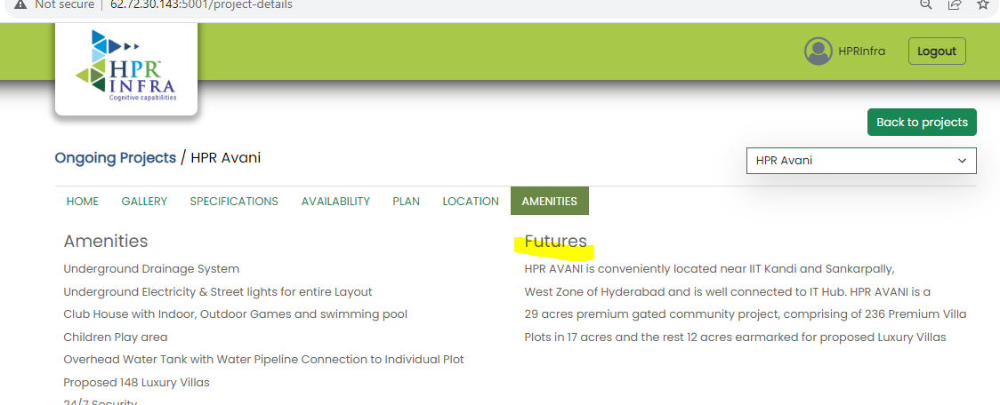 Not secure | 62.72.30.143:5001/project-details
HPR™
INFRA
Cognitive capabilities
HPRInfra
Logout
Back to projects
Ongoing Projects / HPR Avani
HPR Avani
HOME GALLERY SPECIFICATIONS AVAILABILITY PLAN LOCATION AMENITIES
Amenities
Underground Drainage System
Underground Electricity & Street lights for entire Layout
Club House with Indoor, Outdoor Games and swimming pool
Children Play area
Overhead Water Tank with Water Pipeline Connection to Individual Plot
Proposed 148 Luxury Villas
24/7 Security
Futures
HPR AVANI is conveniently located near IIT Kandi and Sankarpally,
West Zone of Hyderabad and is well connected to IT Hub. HPR AVANI is a
29 acres premium gated community project, comprising of 236 Premium Villa
Plots in 17 acres and the rest 12 acres earmarked for proposed Luxury Villas